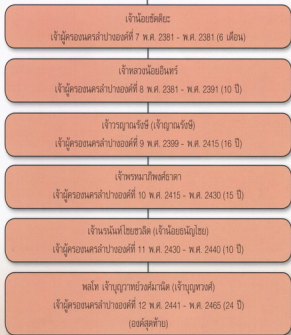 เจ้าน้อยขัตติยะ
เจ้าผู้ครองนครลำปางองค์ที่ 7 พ.ศ. 2381 - 2381 (6 เดือน)
เจ้าหลวงน้อยอินทร์
เจ้าผู้ครองนครลำปางองค์ที่ 8 พ.ศ. 2381 - 2391 (10 ปี)
เจ้าวรญาณรังษี (เจ้าญาณรังษี)
เจ้าผู้ครองนครลำปางองค์ที่ 9 พ.ศ. 2399 - 2415 (16 ปี)
เจ้าพรหมาภิพงศ์ธาดา
เจ้าผู้ครองนครลำปางองค์ที่ 10 พ.ศ. 2415 - 2430 (15 ปี)
เจ้านรนันท์ไชยชวลิต (เจ้าน้อยธนัญไชย)
เจ้าผู้ครองนครลำปางองค์ที่ 11 พ.ศ. 2430 - 2440 (10 ปี)
พลโท เจ้าบุญวาทย์วงศ์มานิต (เจ้าบุญทวงศ์)
เจ้าผู้ครองนครลำปางองค์ที่ 12 พ.ศ. 2441 - 2465 (24 ปี)
(องค์สุดท้าย)